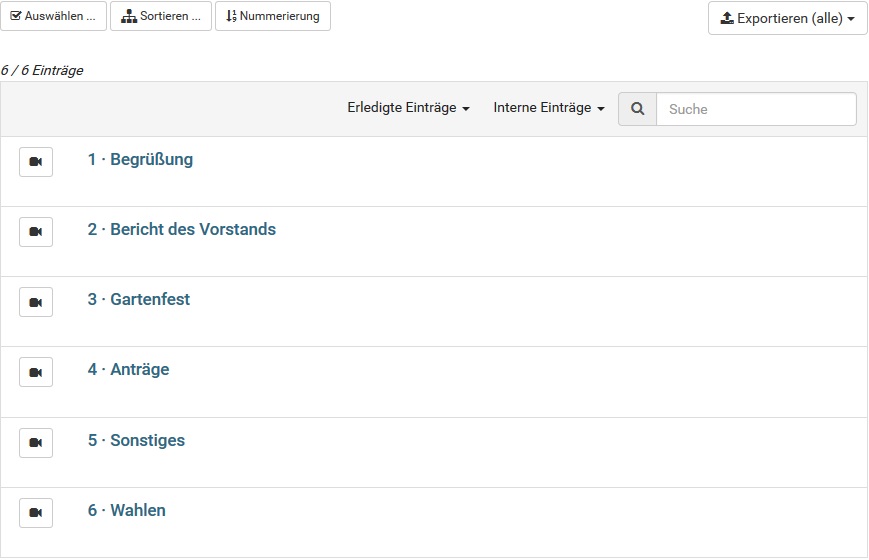 Auswählen ... Sortieren ... Nummerierung Exportieren (alle)
6 / 6 Einträge
Erledigte Einträge Interne Einträge Suche
1 · Begrüßung
2 · Bericht des Vorstands
3 · Gartenfest
4 · Anträge
5 · Sonstiges
6 · Wahlen